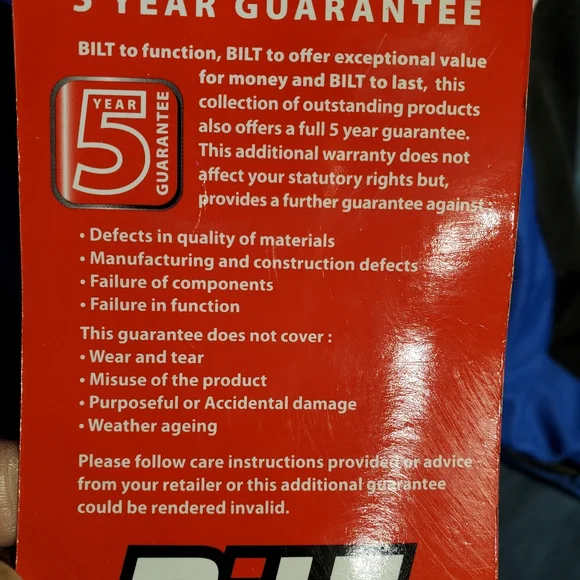 5 YEAR GUARANTEE
BILT to function, BILT to offer exceptional value
for money and BILT to last, this
collection of outstanding products
also offers a full 5 year guarantee.
This additional warranty does not
affect your statutory rights but,
provides a further guarantee against
YEAR
5
GUARANTEE
• Defects in quality of materials
• Manufacturing and construction defects
• Failure of components
• Failure in function
This guarantee does not cover :
• Wear and tear
• Misuse of the product
• Purposeful or Accidental damage
• Weather ageing
Please follow care instructions provided or advice
from your retailer or this additional guarantee
could be rendered invalid.
Bilt